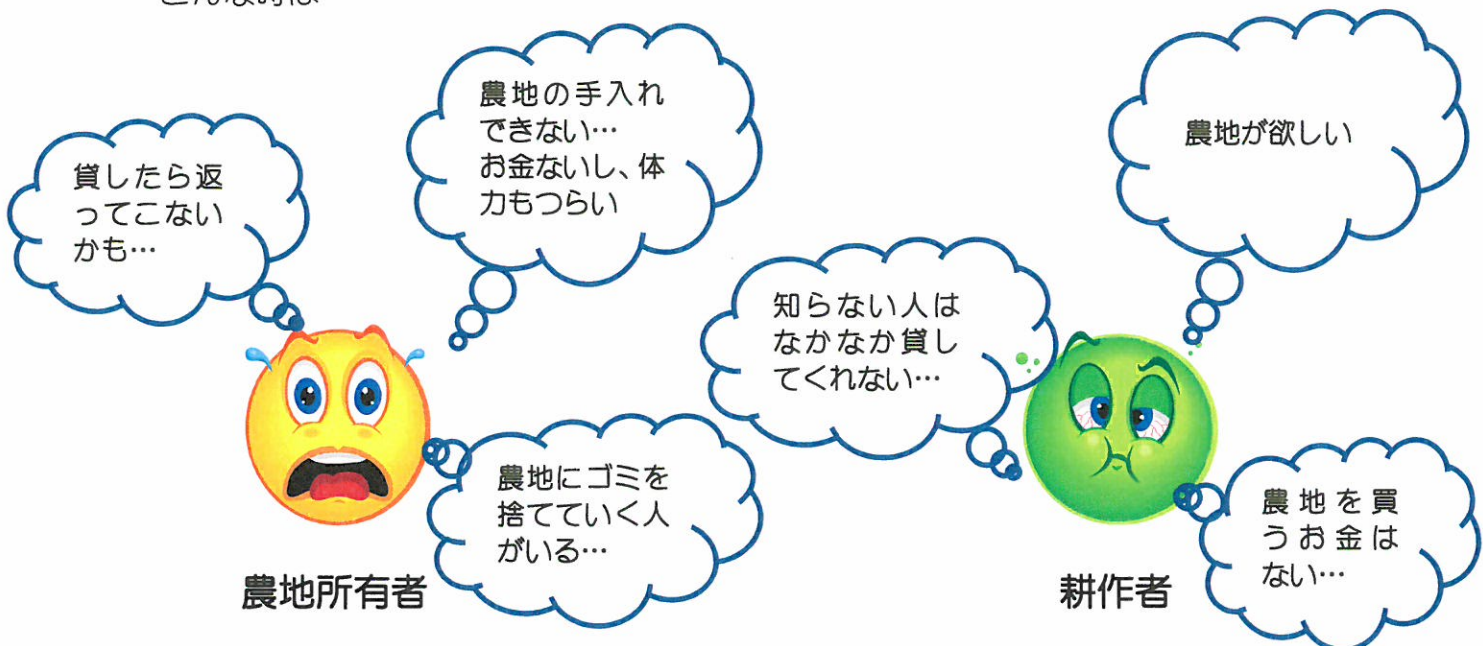 農地の手入れ
できない…
お金ないし、体
力もつらい
貸したら返
ってこない
かも…
農地が欲しい
知らない人は
なかなか貸し
てくれない…
農地にゴミを
捨てていく人
がいる…
農地を買
うお金は
ない…
農地所有者
耕作者